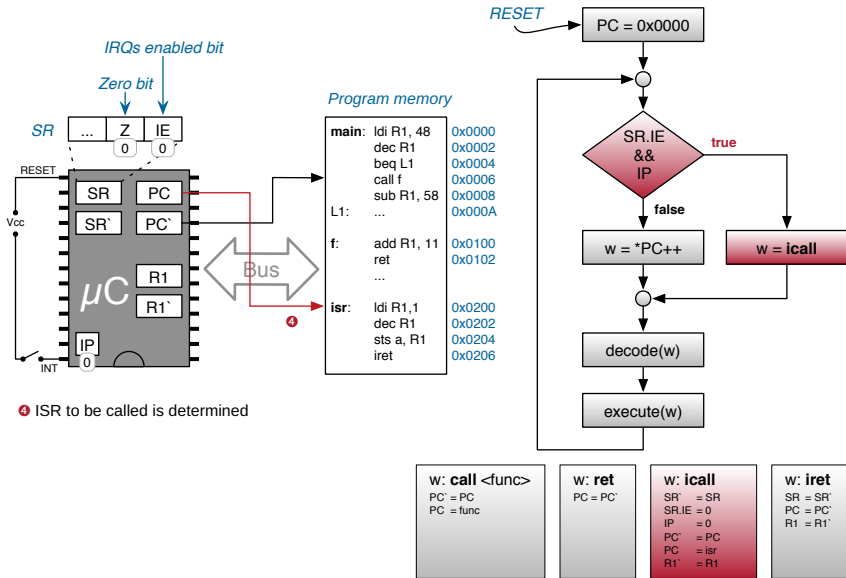 RESET
PC = 0x0000
IRQs enabled bit
Zero bit
SR
... Z IE
0 0
Program memory
main: ldi R1, 48 0x0000
dec R1 0x0002
beq L1 0x0004
call f 0x0006
sub R1, 58 0x0008
L1: ... 0x000A
f: add R1, 11 0x0100
ret 0x0102
...
isr: ldi R1,1 0x0200
dec R1 0x0202
sts a, R1 0x0204
iret 0x0206
RESET
Vcc
INT
SR PC
SR` PC`
µC
R1
R1`
IP
0
Bus
❹
❹ ISR to be called is determined
SR.IE
&&
IP
true
false
w = *PC++
w = icall
decode(w)
execute(w)
w: call <func>
PC` = PC
PC = func
w: ret
PC = PC`
w: icall
SR` = SR
SR.IE = 0
IP = 0
PC` = PC
PC = isr
R1` = R1
w: iret
SR = SR`
PC = PC`
R1 = R1`